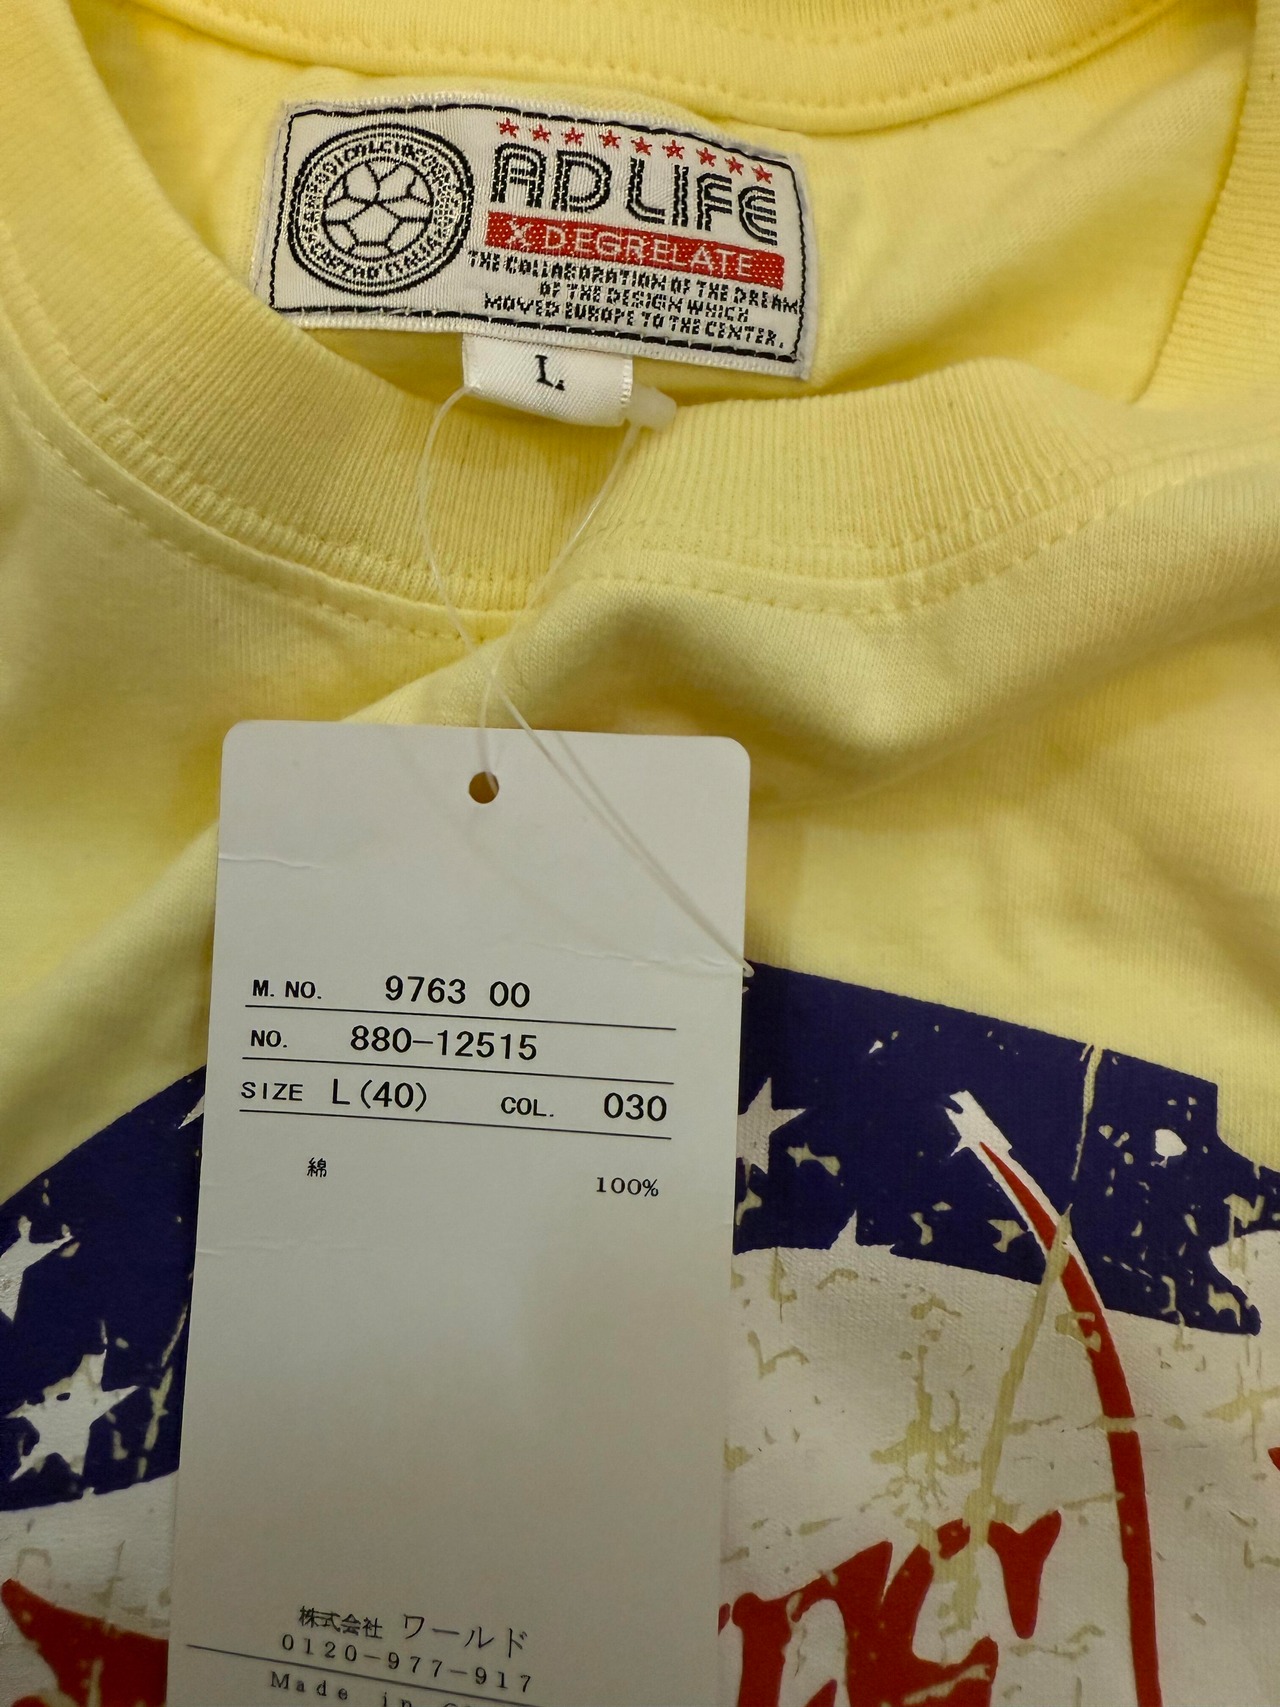 ADLIFE
X DEGRELATE
THE COLLABORATION OF THE DREAM
OF THE DESIGN WHICH
MOVED EUROPE TO THE CENTER.
L
M. NO. 9763 00
NO. 880-12515
SIZE L(40) COL. 030
綿 100%
株式会社 ワールド
0120-977-917
Made in